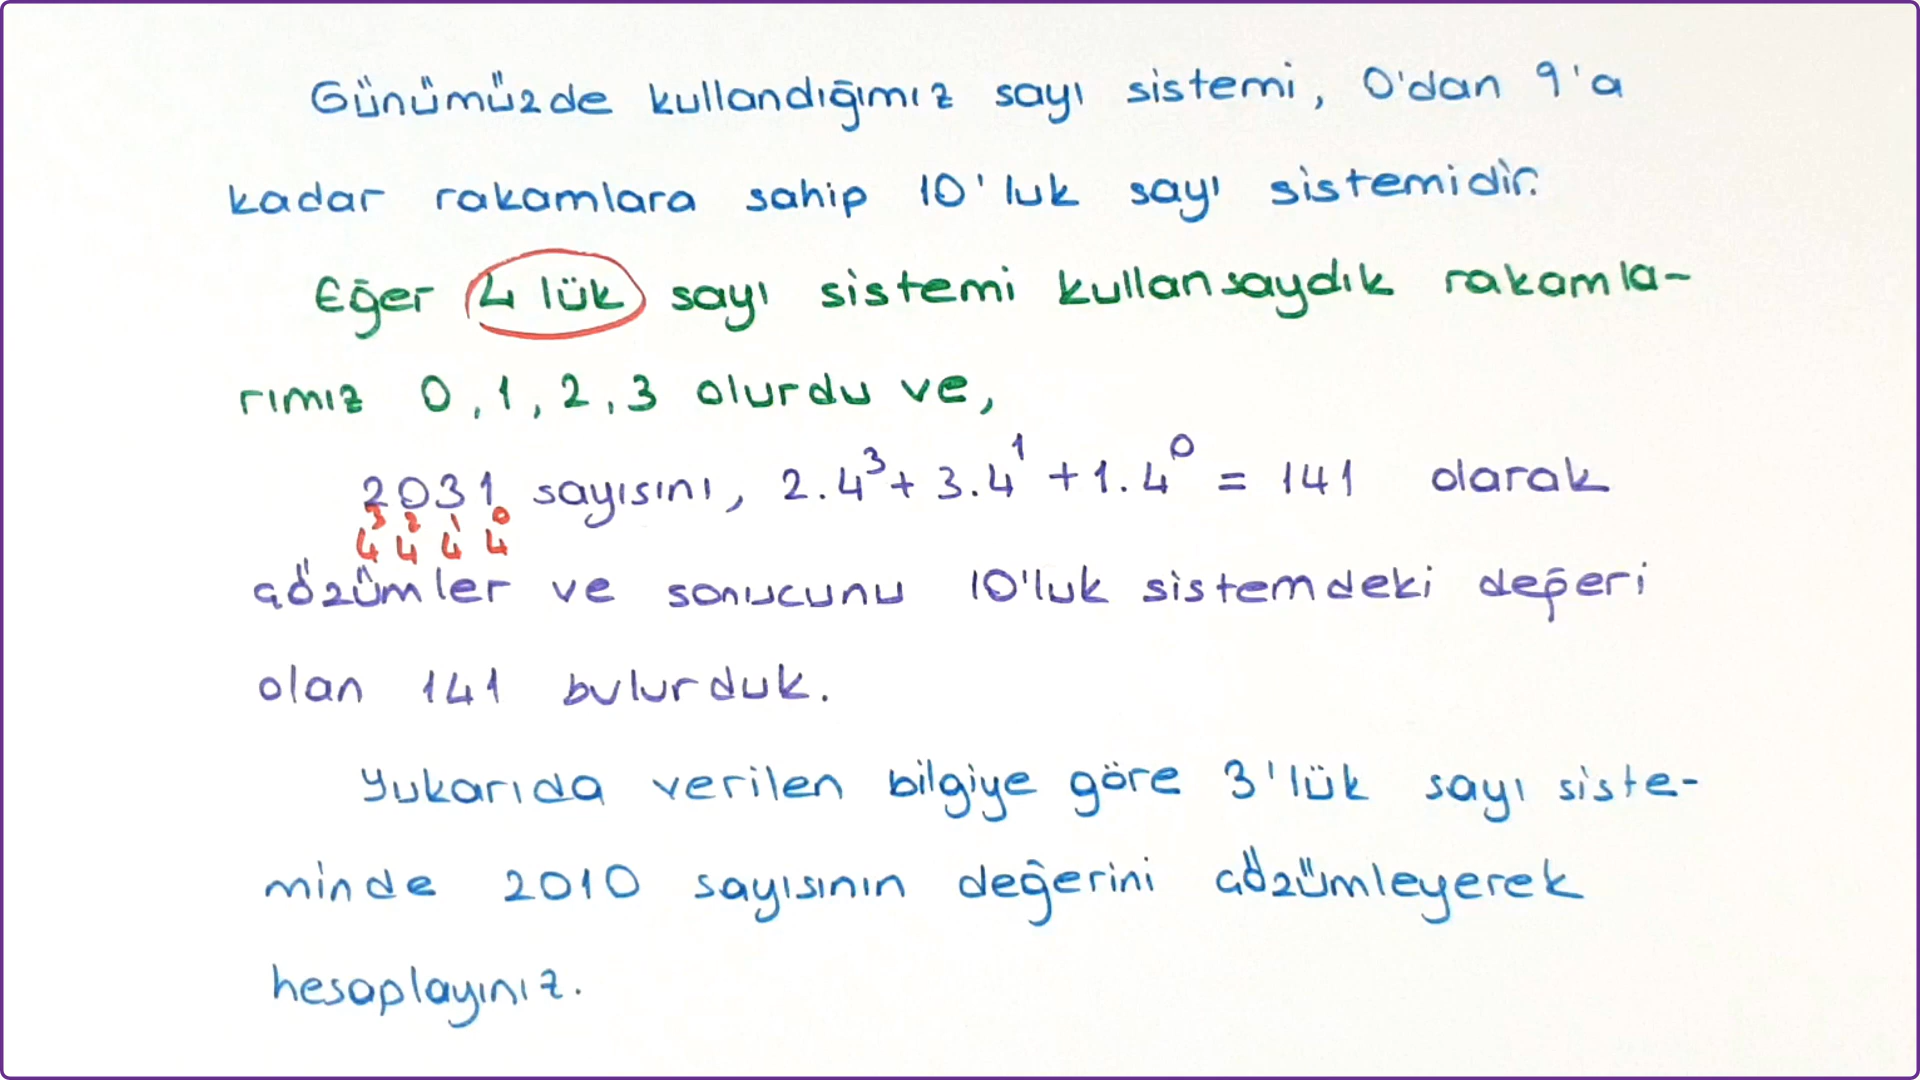 Günümüzde kullandığımız sayı sistemi, 0'dan 9'a
kadar rakamlara sahip 10'luk sayı sistemidir.
Eğer 4 lük sayı sistemi kullansaydık rakamla-
rımız 0, 1, 2, 3 olurdu ve,
2031 sayısını, 2.4³ + 3.4¹ + 1.4⁰ = 141 olarak
4³ 4² 4¹ 4⁰
çözümler ve sonucunu 10'luk sistemdeki değeri
olan 141 bulurduk.
Yukarıda verilen bilgiye göre 3'lük sayı siste-
minde 2010 sayısının değerini çözümleyerek
hesaplayınız.